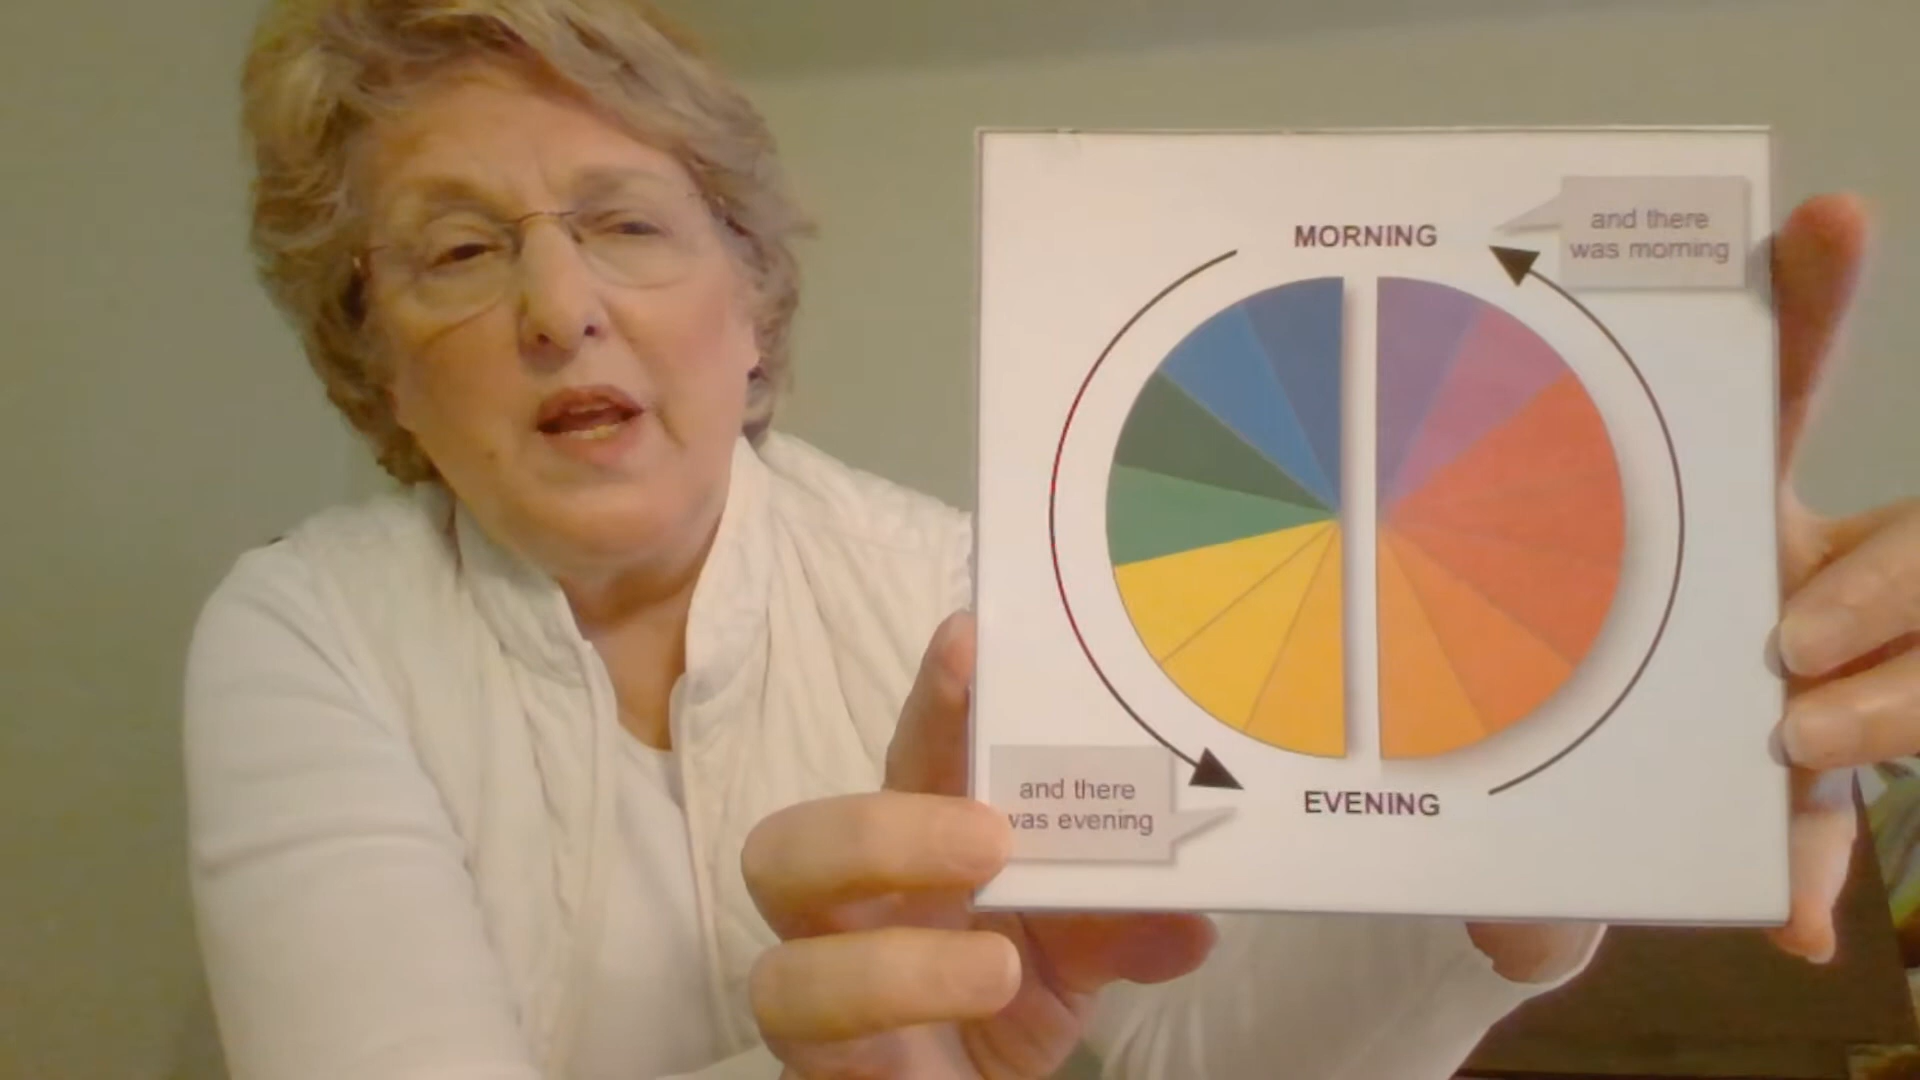 MORNING
and there
was morning
and there
was evening
EVENING